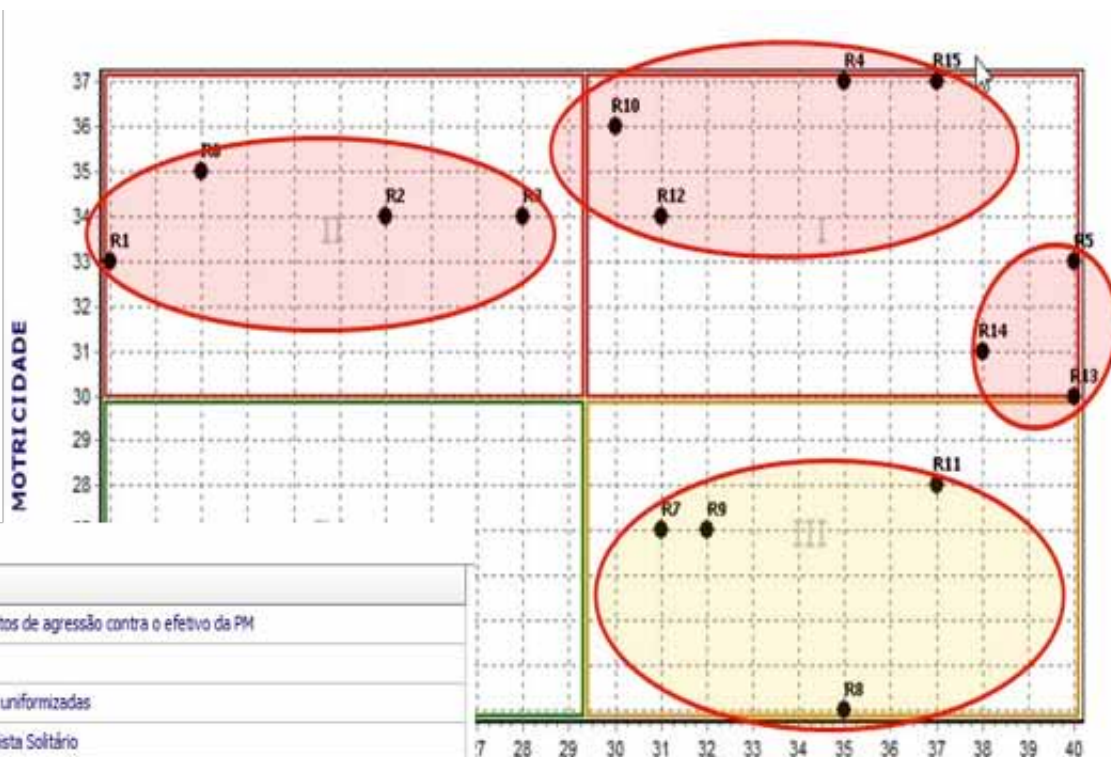 MOTRICIDADE
37
36
35
34
33
32
31
30
29
28
R4
R15
R10
R2
R3
R12
R1
II
I
R5
R14
R13
R11
R7
R9
III
R8
28 29 30 31 32 33 34 35 36 37 38 39 40
tos de agressão contra o efetivo da PM
uniformizadas
ista Solitário